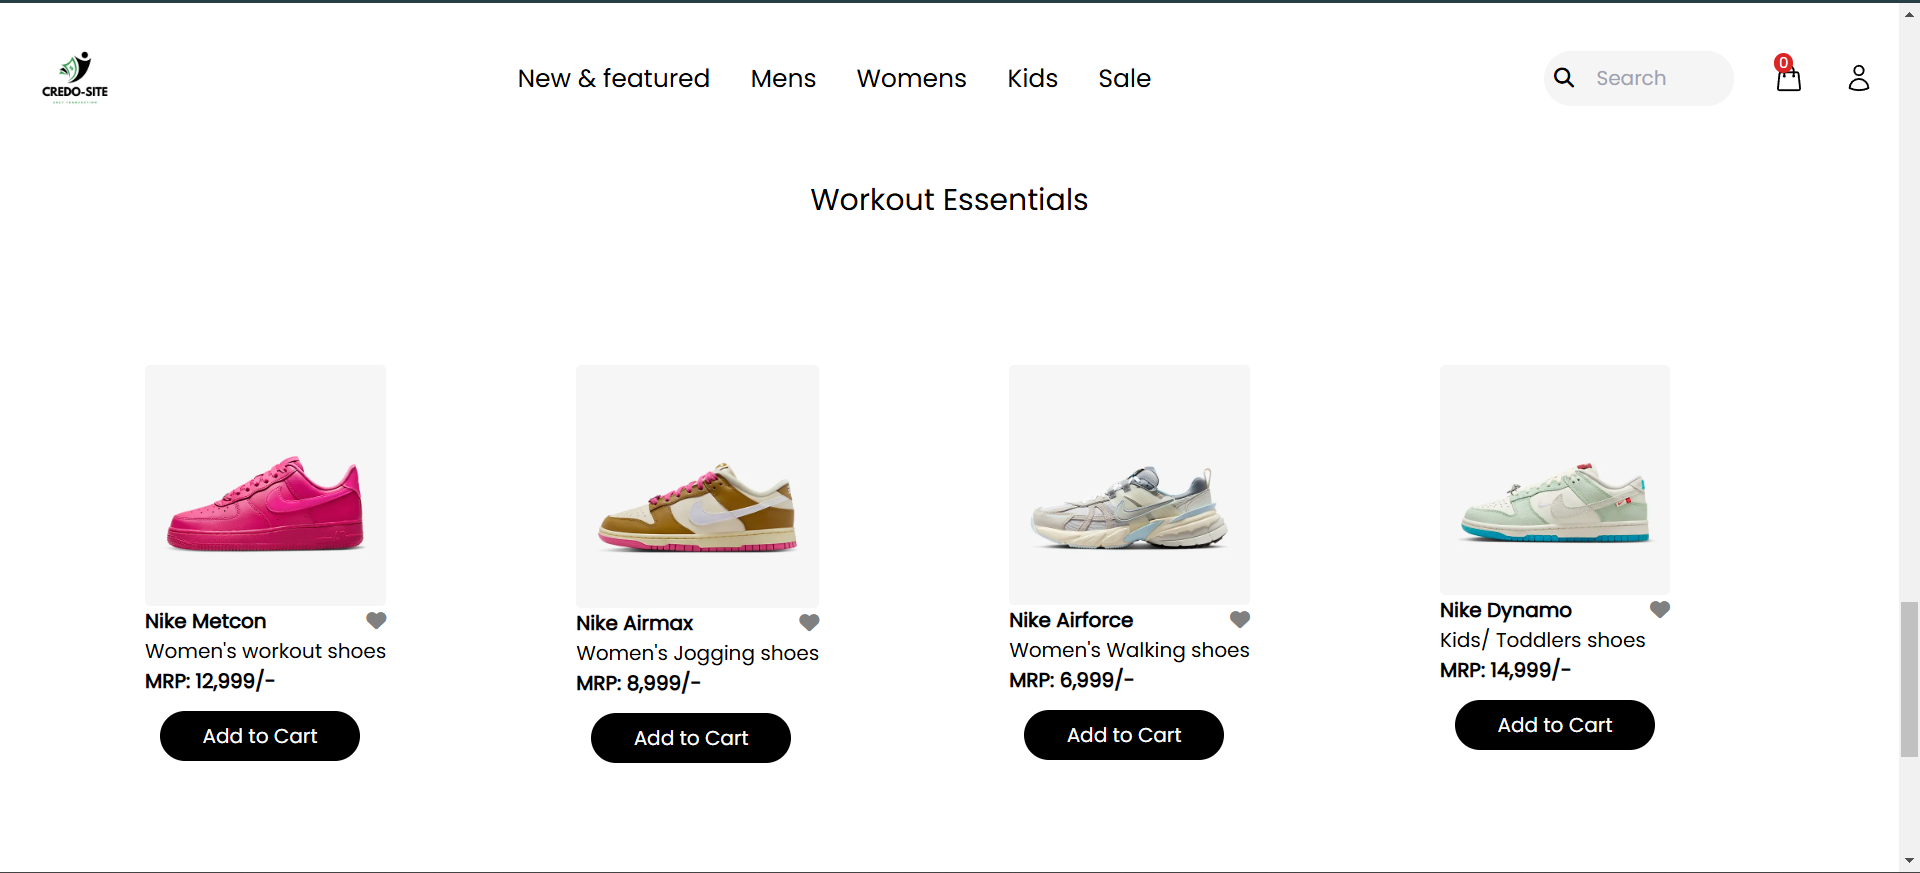 CREDO-SITE
New & featured Mens Womens Kids Sale
Search
0
Workout Essentials
Nike Metcon
Women's workout shoes
MRP: 12,999/-
Add to Cart
Nike Airmax
Women's Jogging shoes
MRP: 8,999/-
Add to Cart
Nike Airforce
Women's Walking shoes
MRP: 6,999/-
Add to Cart
Nike Dynamo
Kids/ Toddlers shoes
MRP: 14,999/-
Add to Cart